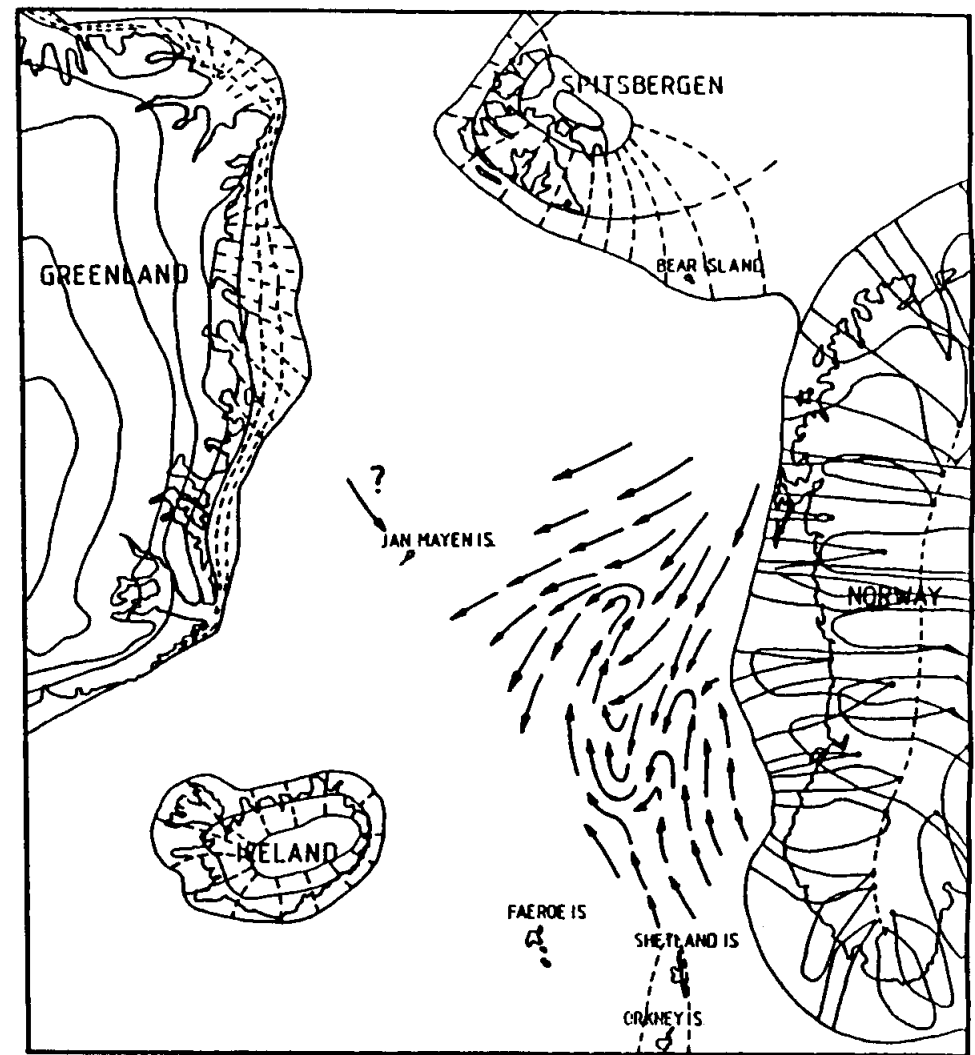 SPITSBERGEN
GREENLAND
BEAR ISLAND
?
JAN MAYEN IS.
NORWAY
ICELAND
FAEROE IS
SHETLAND IS
ORKNEY IS